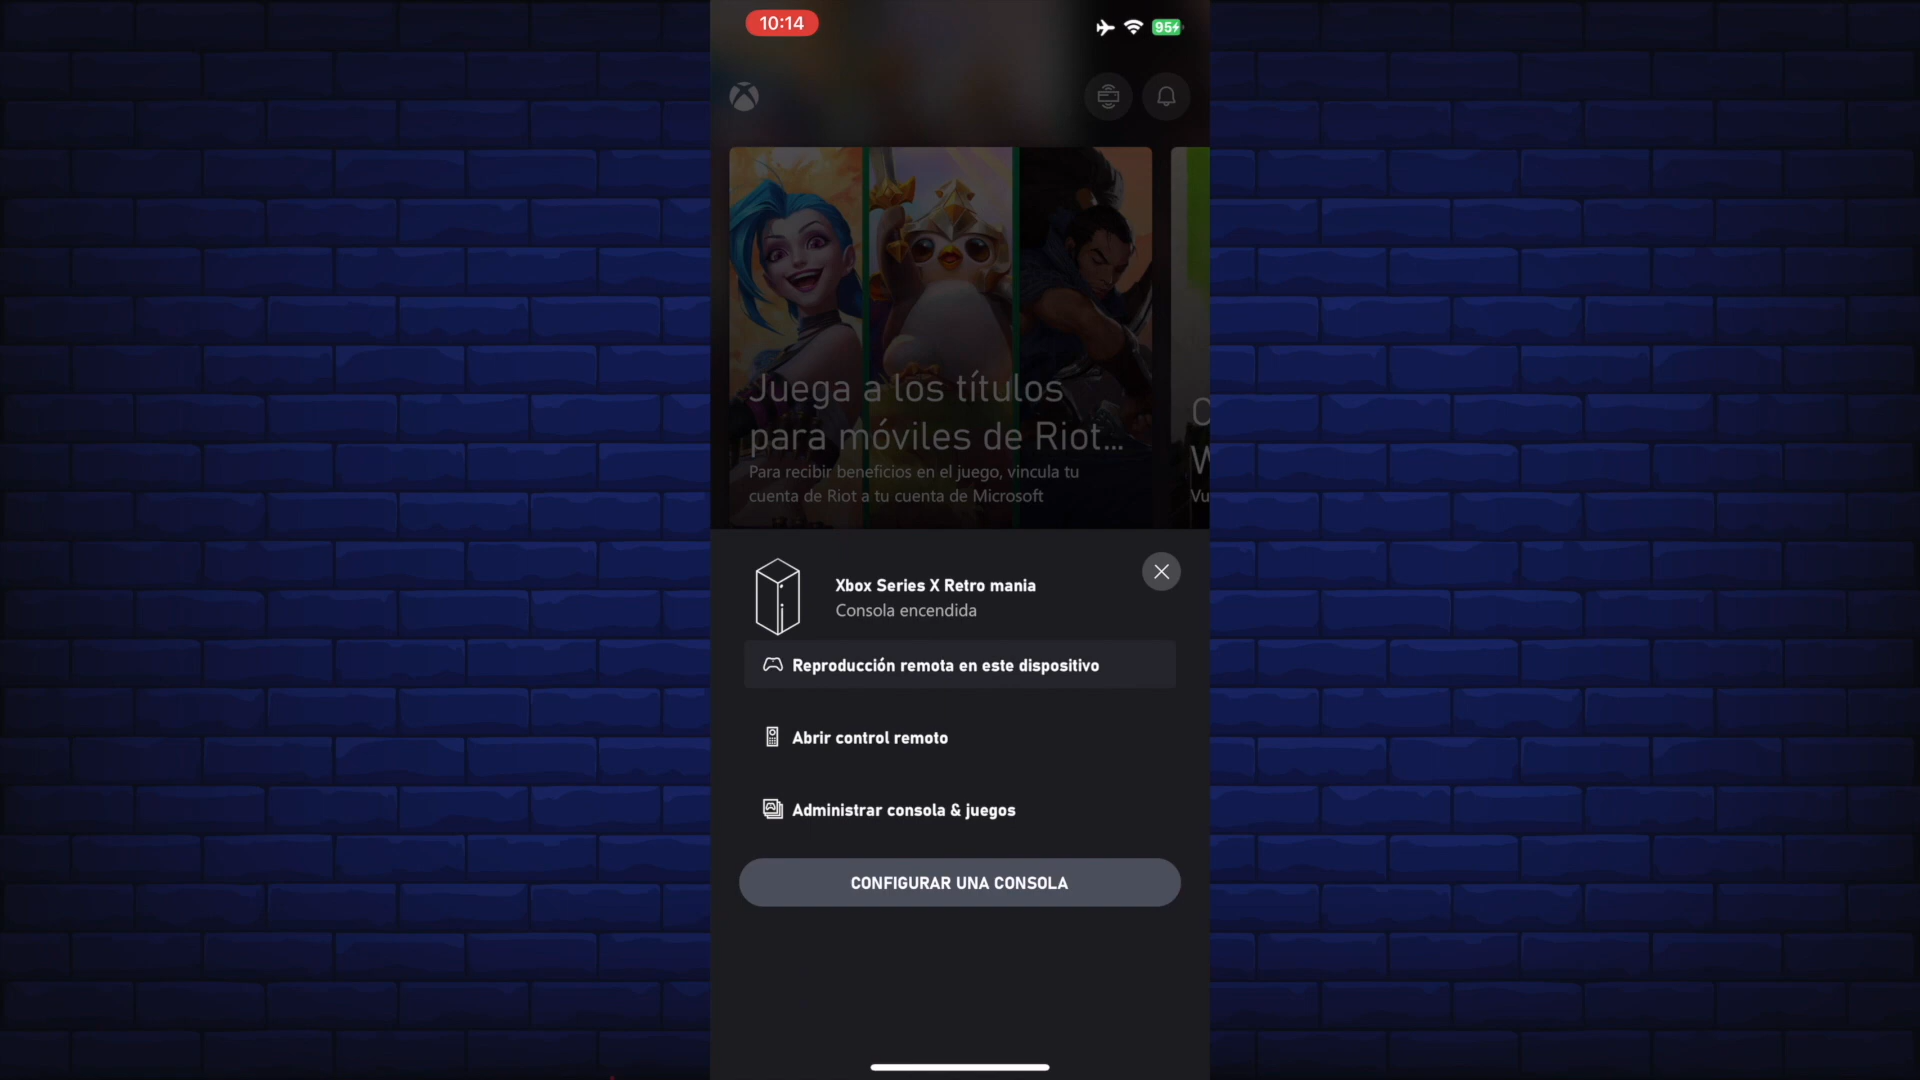 10:14
95
Juega a los títulos
para móviles de Riot...
Para recibir beneficios en el juego, vincula tu
cuenta de Riot a tu cuenta de Microsoft
C
W
Vu
Xbox Series X Retro mania
Consola encendida
Reproducción remota en este dispositivo
Abrir control remoto
Administrar consola & juegos
CONFIGURAR UNA CONSOLA